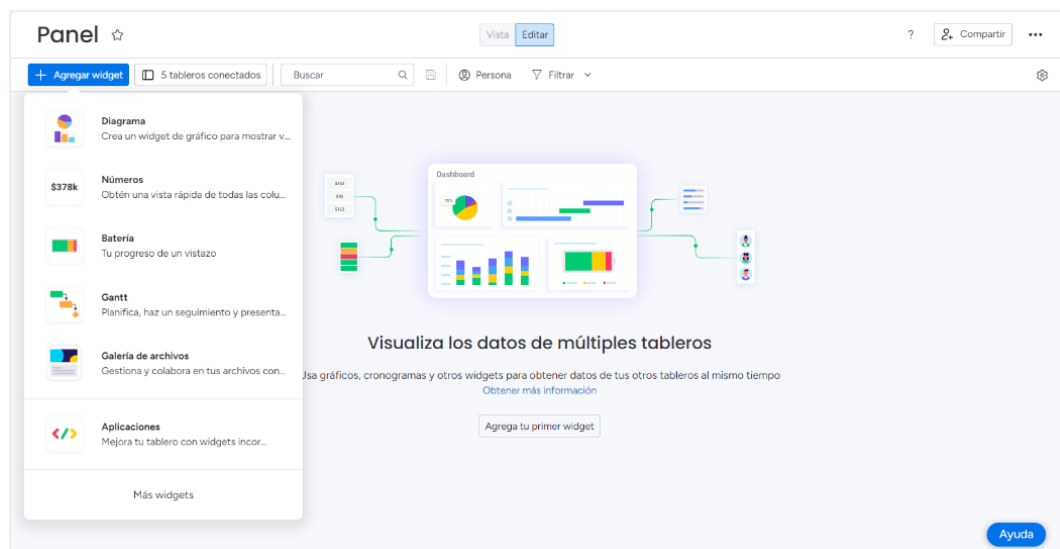 Panel
Vista Editar
? Compartir
Agregar widget
5 tableros conectados
Buscar
Persona
Filtrar
Diagrama
Crea un widget de gráfico para mostrar v...
$378k
Números
Obtén una vista rápida de todas las colu...
Batería
Tu progreso de un vistazo
Gantt
Planifica, haz un seguimiento y presenta...
Galería de archivos
Gestiona y colabora en tus archivos con...
Aplicaciones
Mejora tu tablero con widgets incor...
Más widgets
Dashboard
Visualiza los datos de múltiples tableros
Usa gráficos, cronogramas y otros widgets para obtener datos de tus otros tableros al mismo tiempo
Obtener más información
Agrega tu primer widget
Ayuda